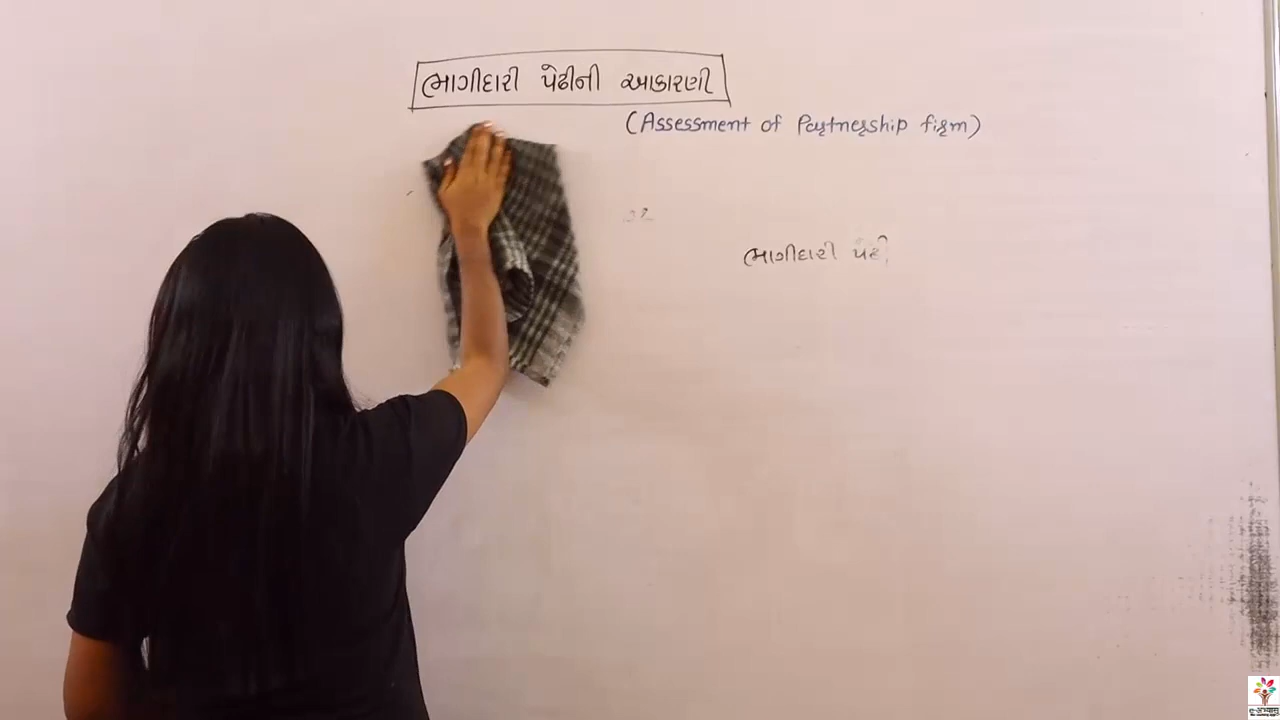 ભાગીદારી પેઢીની આકારણી
(Assessment of Partnership firm)
ભાગીદારી